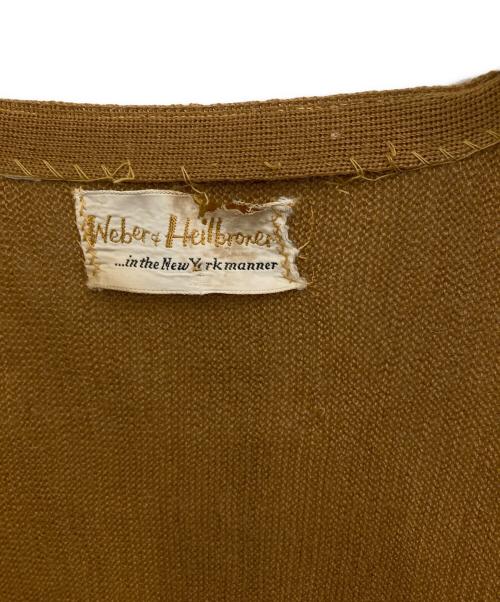 Weber & Heilbroner
...in the New York manner